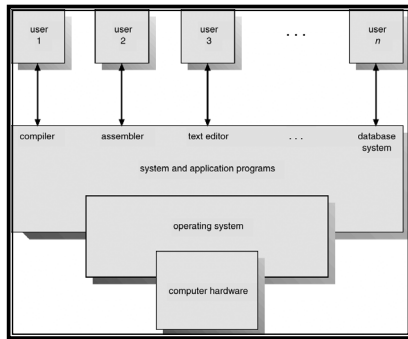 user user user user
1 2 3 . . . n
compiler assembler text editor . . . database
system
system and application programs
operating system
computer hardware